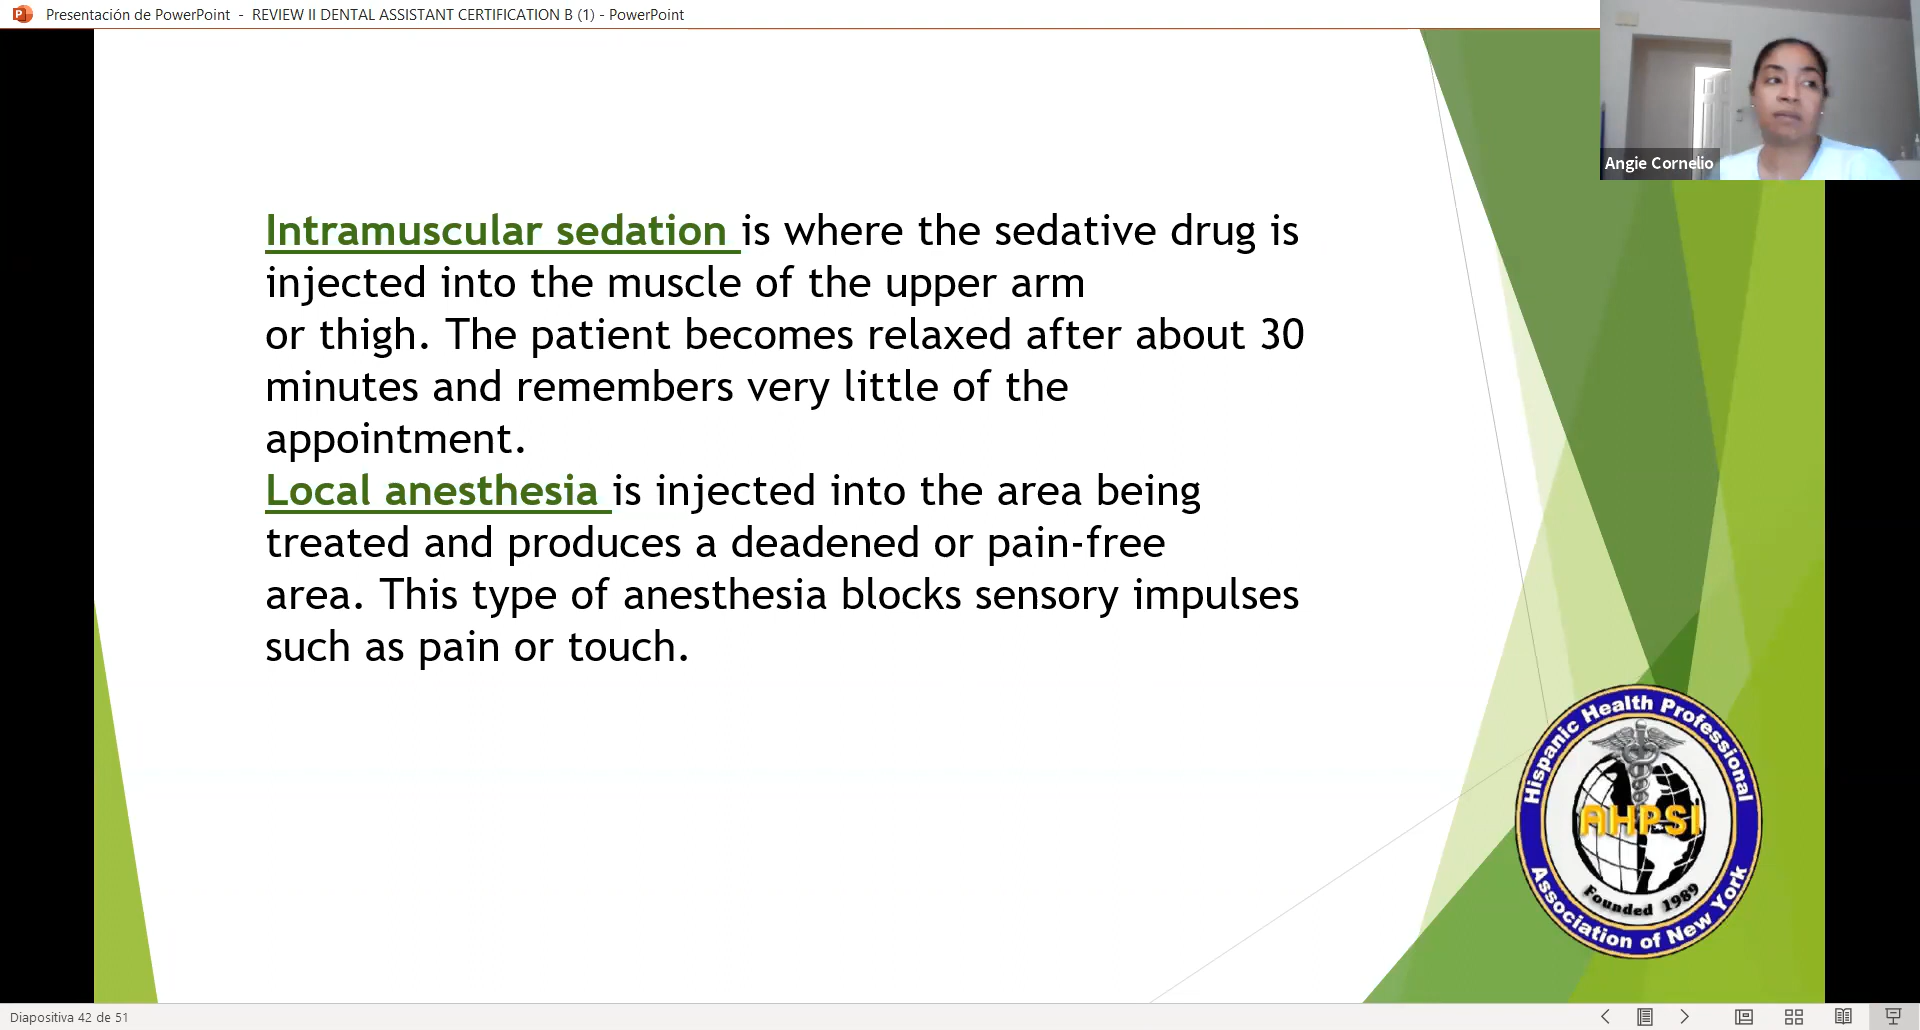 Presentación de PowerPoint - REVIEW II DENTAL ASSISTANT CERTIFICATION B (1) - PowerPoint
Angie Cornelio
Intramuscular sedation is where the sedative drug is
injected into the muscle of the upper arm
or thigh. The patient becomes relaxed after about 30
minutes and remembers very little of the
appointment.
Local anesthesia is injected into the area being
treated and produces a deadened or pain-free
area. This type of anesthesia blocks sensory impulses
such as pain or touch.
Hispanic Health Professional
AHPSI
Founded 1989
Association of New York
Diapositiva 42 de 51